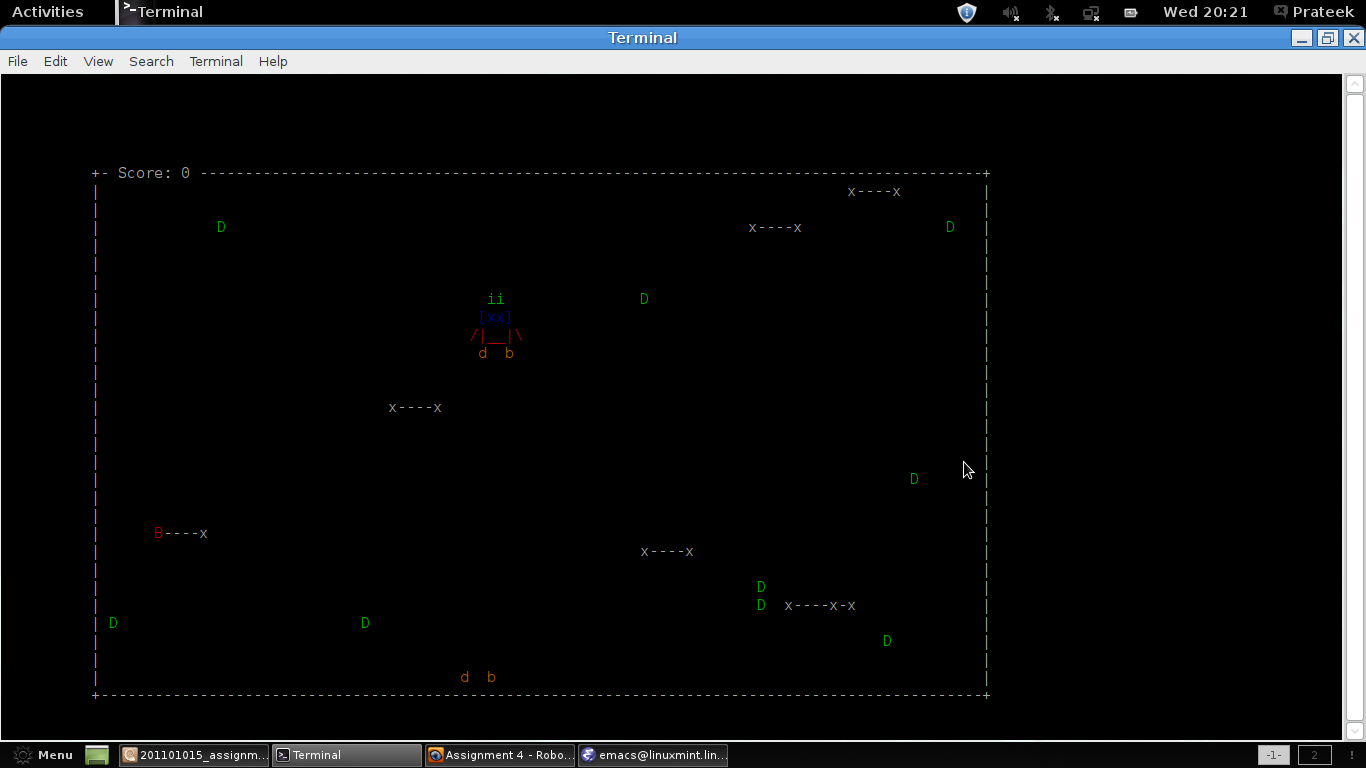 Activities Terminal Wed 20:21 Prateek
Terminal
File Edit View Search Terminal Help
+- Score: 0 ---------------------------------------------------------------------------------------+
x----x
D x----x D
ii D
[xx]
/|__|\
d b
x----x
D
B----x
x----x
D
D x----x-x
D D
D
d b
+--------------------------------------------------------------------------------------------------+
Menu 201101015_assignm... Terminal Assignment 4 - Robo... emacs@linuxmint.lin... -1- 2 !